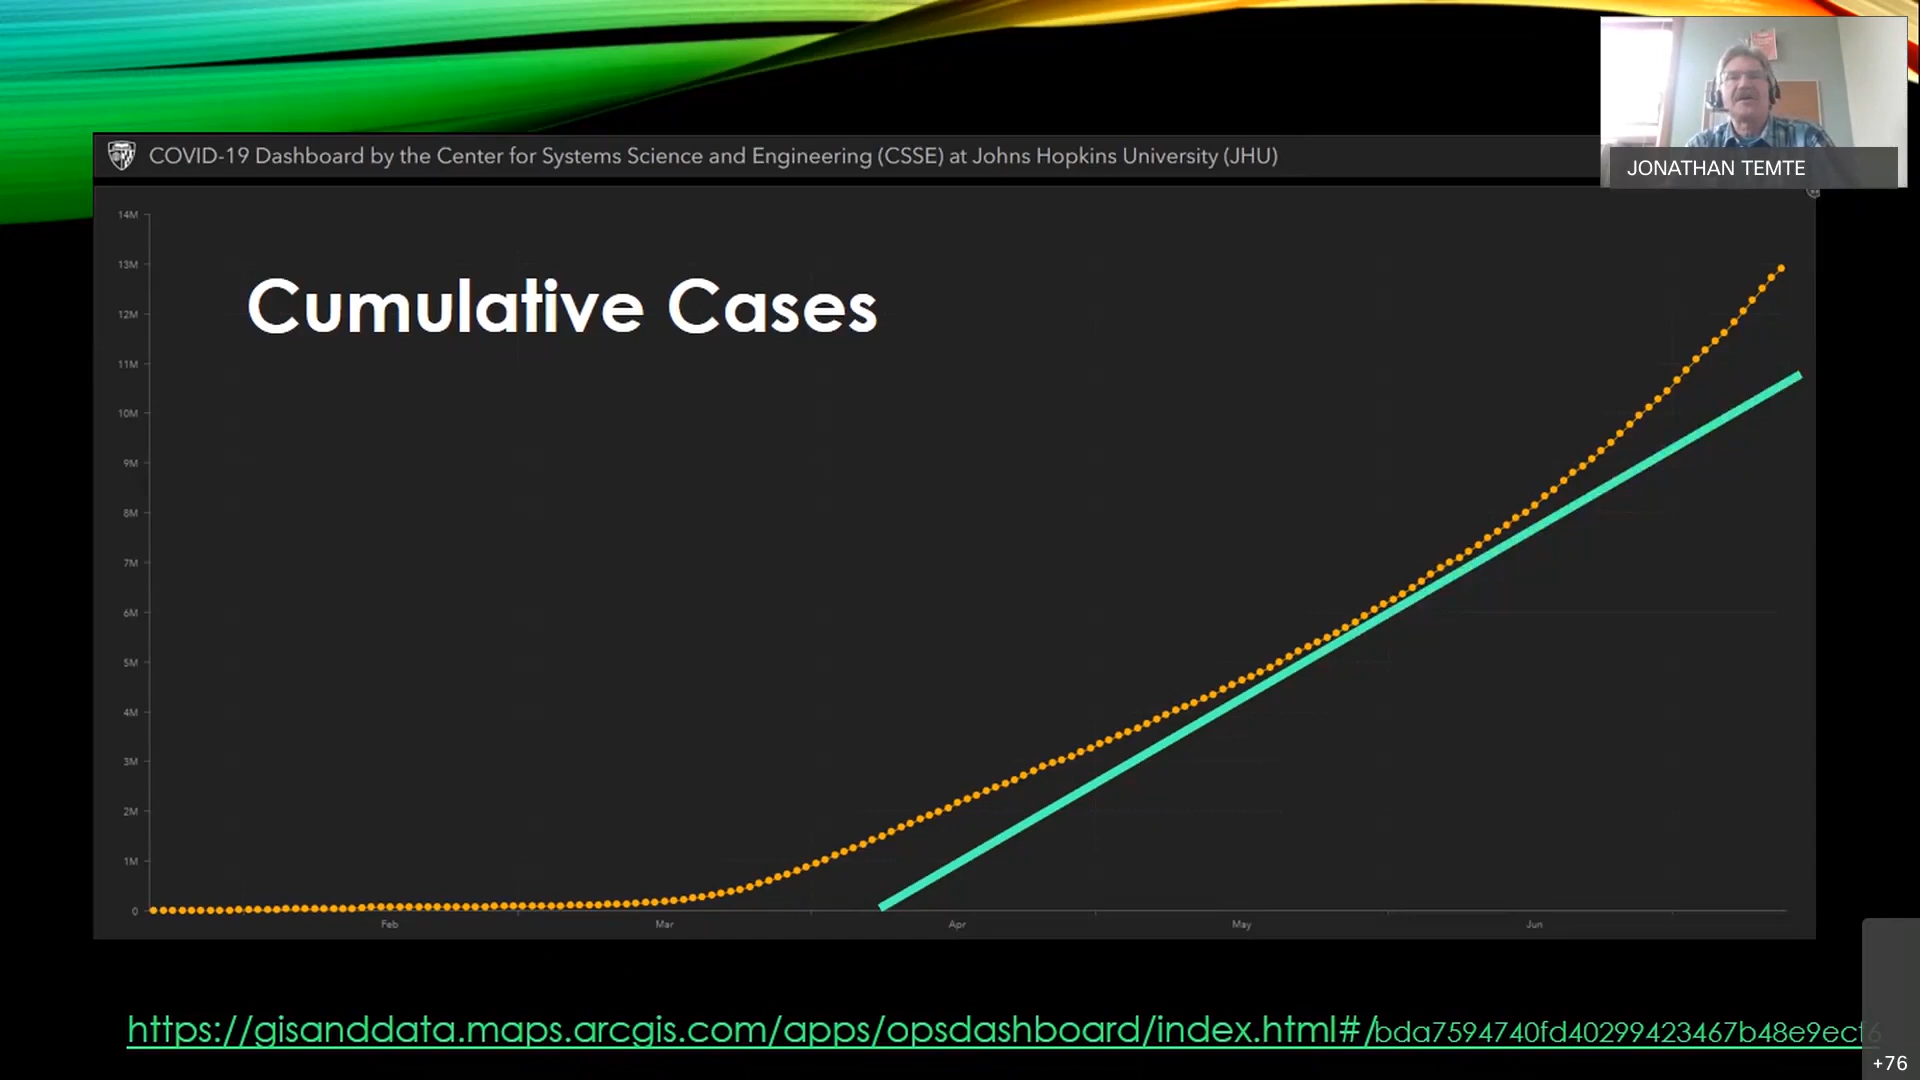 COVID-19 Dashboard by the Center for Systems Science and Engineering (CSSE) at Johns Hopkins University (JHU)
JONATHAN TEMTE
Cumulative Cases
14M
13M
12M
11M
10M
9M
8M
7M
6M
5M
4M
3M
2M
1M
0
Feb Mar Apr May Jun
https://gisanddata.maps.arcgis.com/apps/opsdashboard/index.html#/bda7594740fd40299423467b48e9ecf6
+76